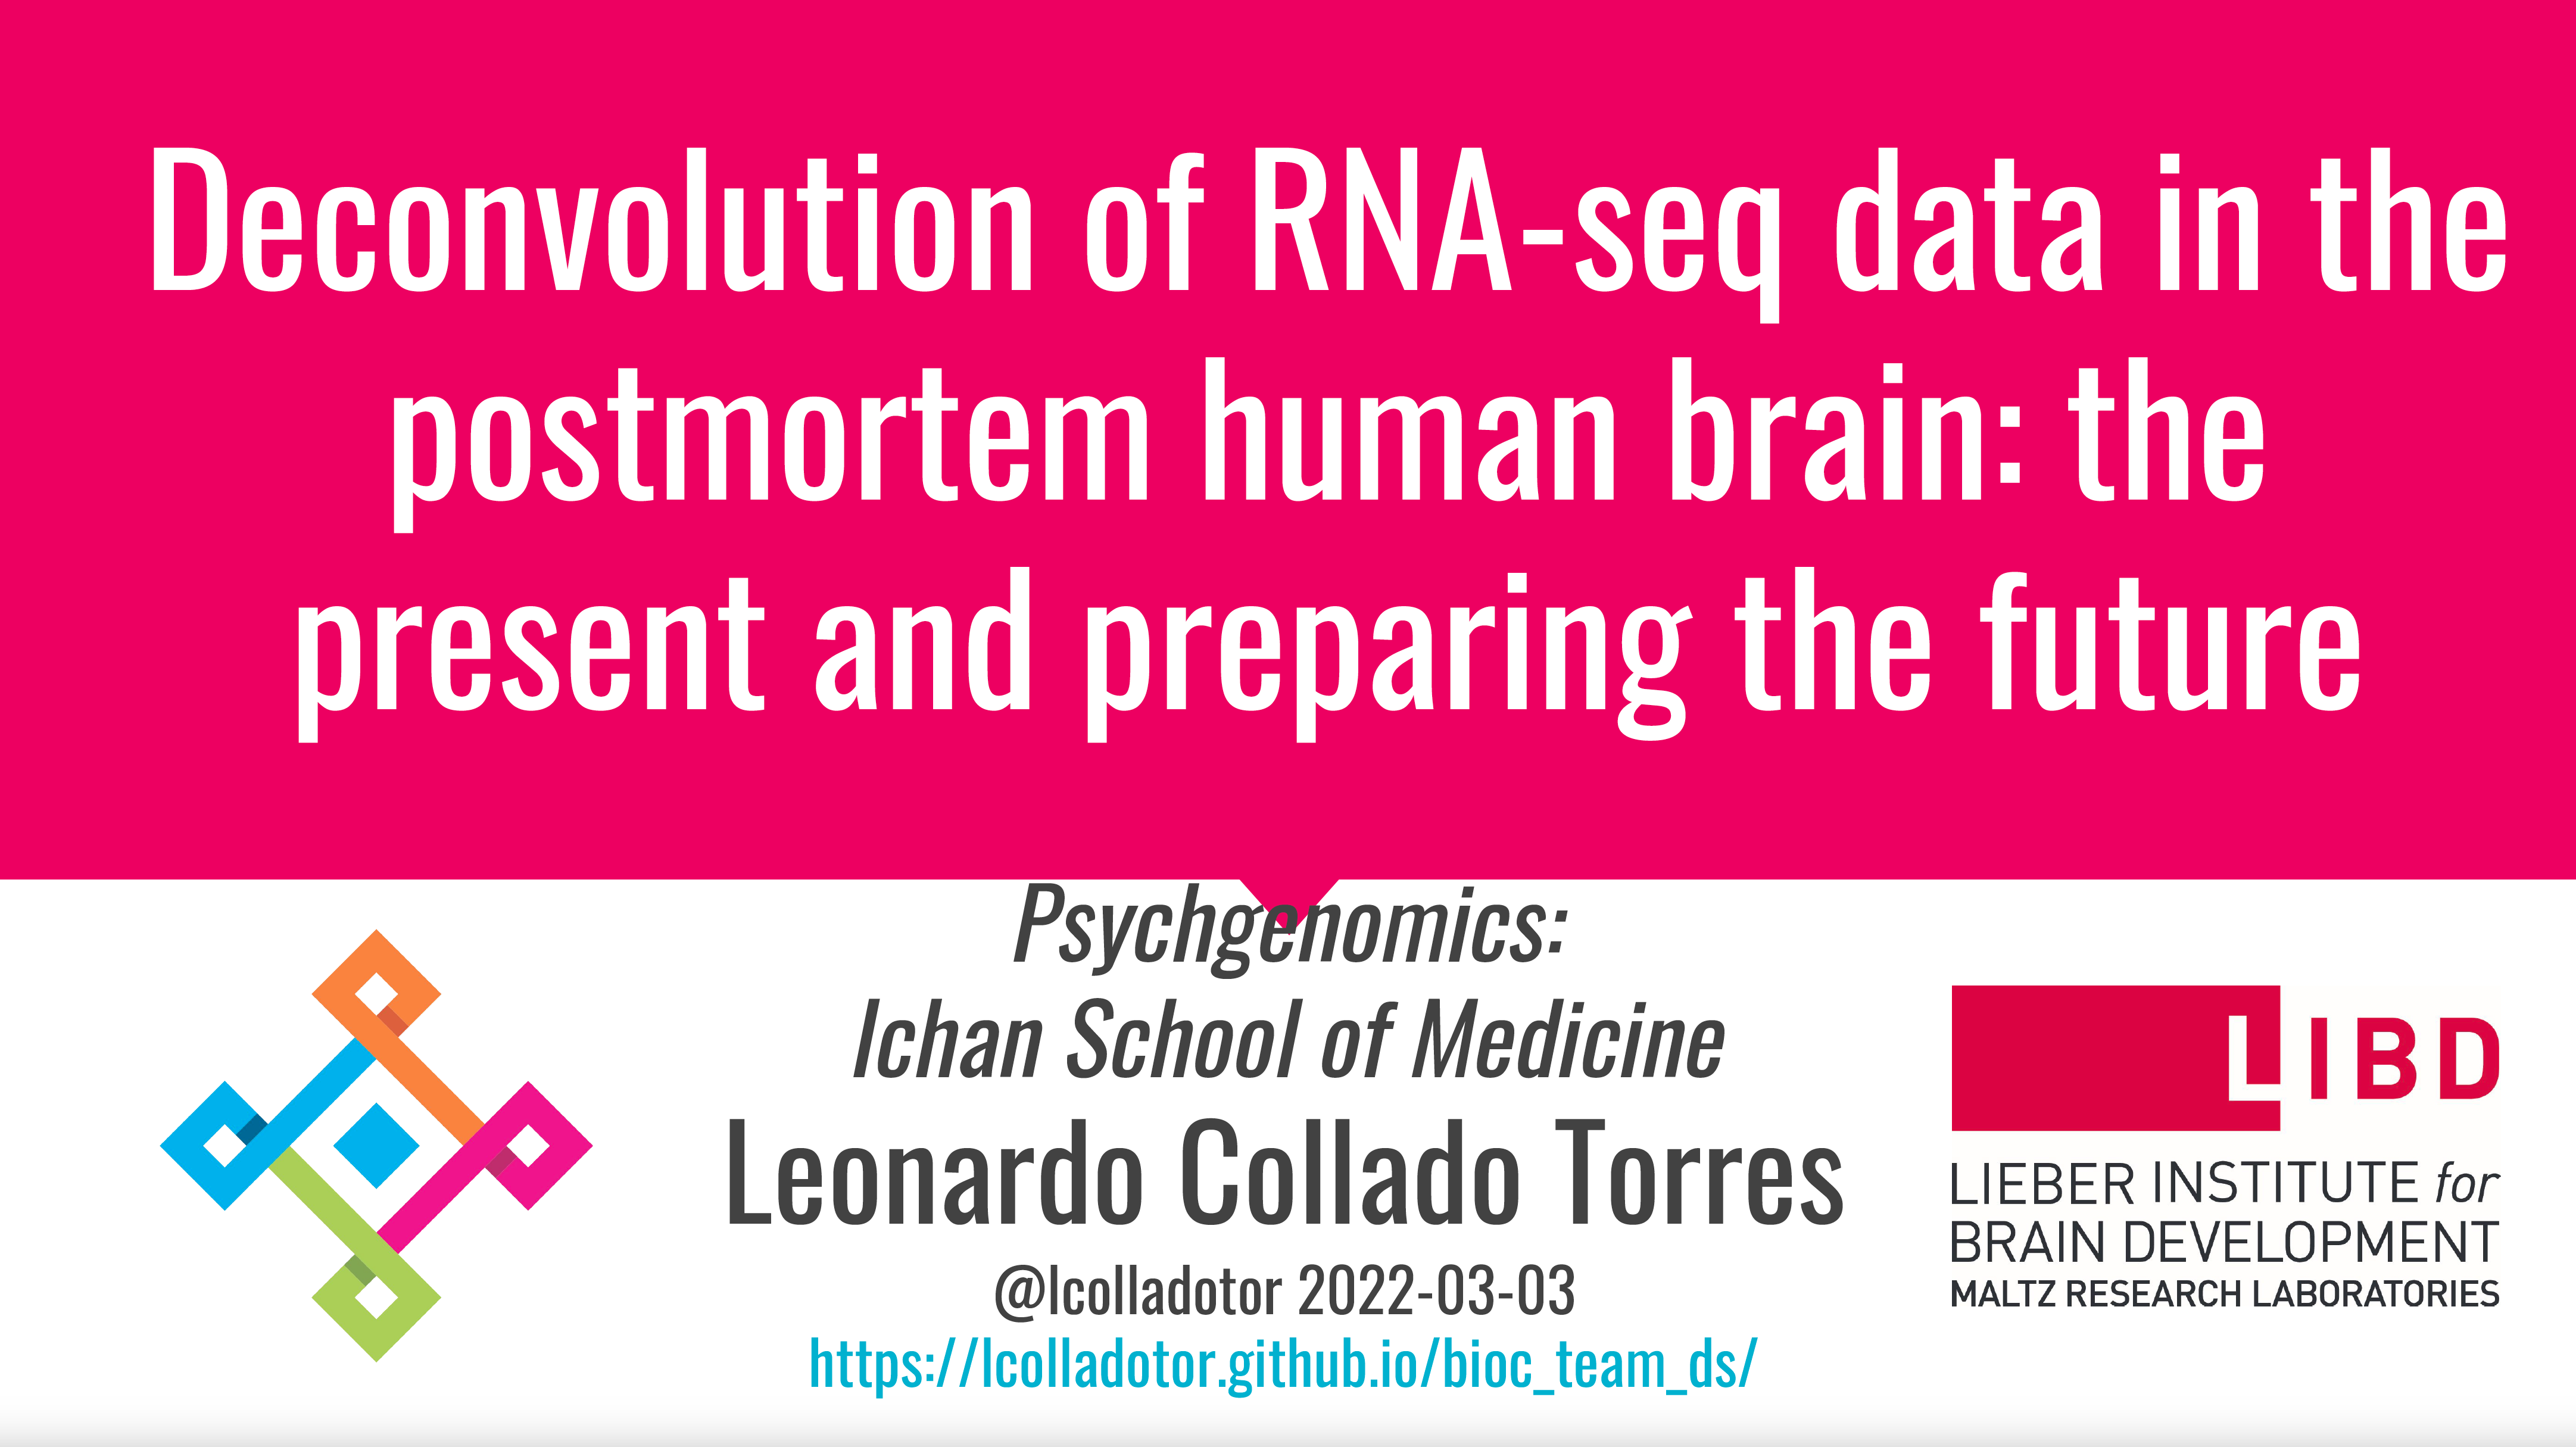 Deconvolution of RNA-seq data in the
postmortem human brain: the
present and preparing the future
Psychgenomics:
Ichan School of Medicine
Leonardo Collado Torres
@lcolladotor 2022-03-03
https://lcolladotor.github.io/bioc_team_ds/
LIBD
LIEBER INSTITUTE for
BRAIN DEVELOPMENT
MALTZ RESEARCH LABORATORIES